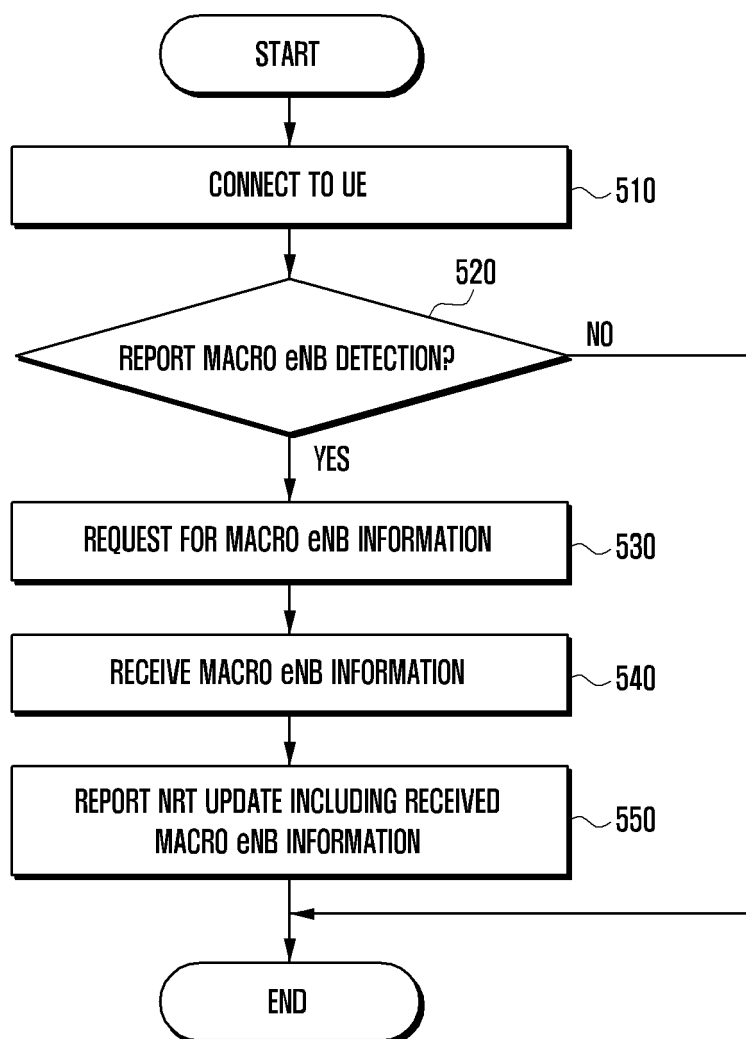 START
CONNECT TO UE
510
520
REPORT MACRO eNB DETECTION?
NO
YES
REQUEST FOR MACRO eNB INFORMATION
530
RECEIVE MACRO eNB INFORMATION
540
REPORT NRT UPDATE INCLUDING RECEIVED
MACRO eNB INFORMATION
550
END